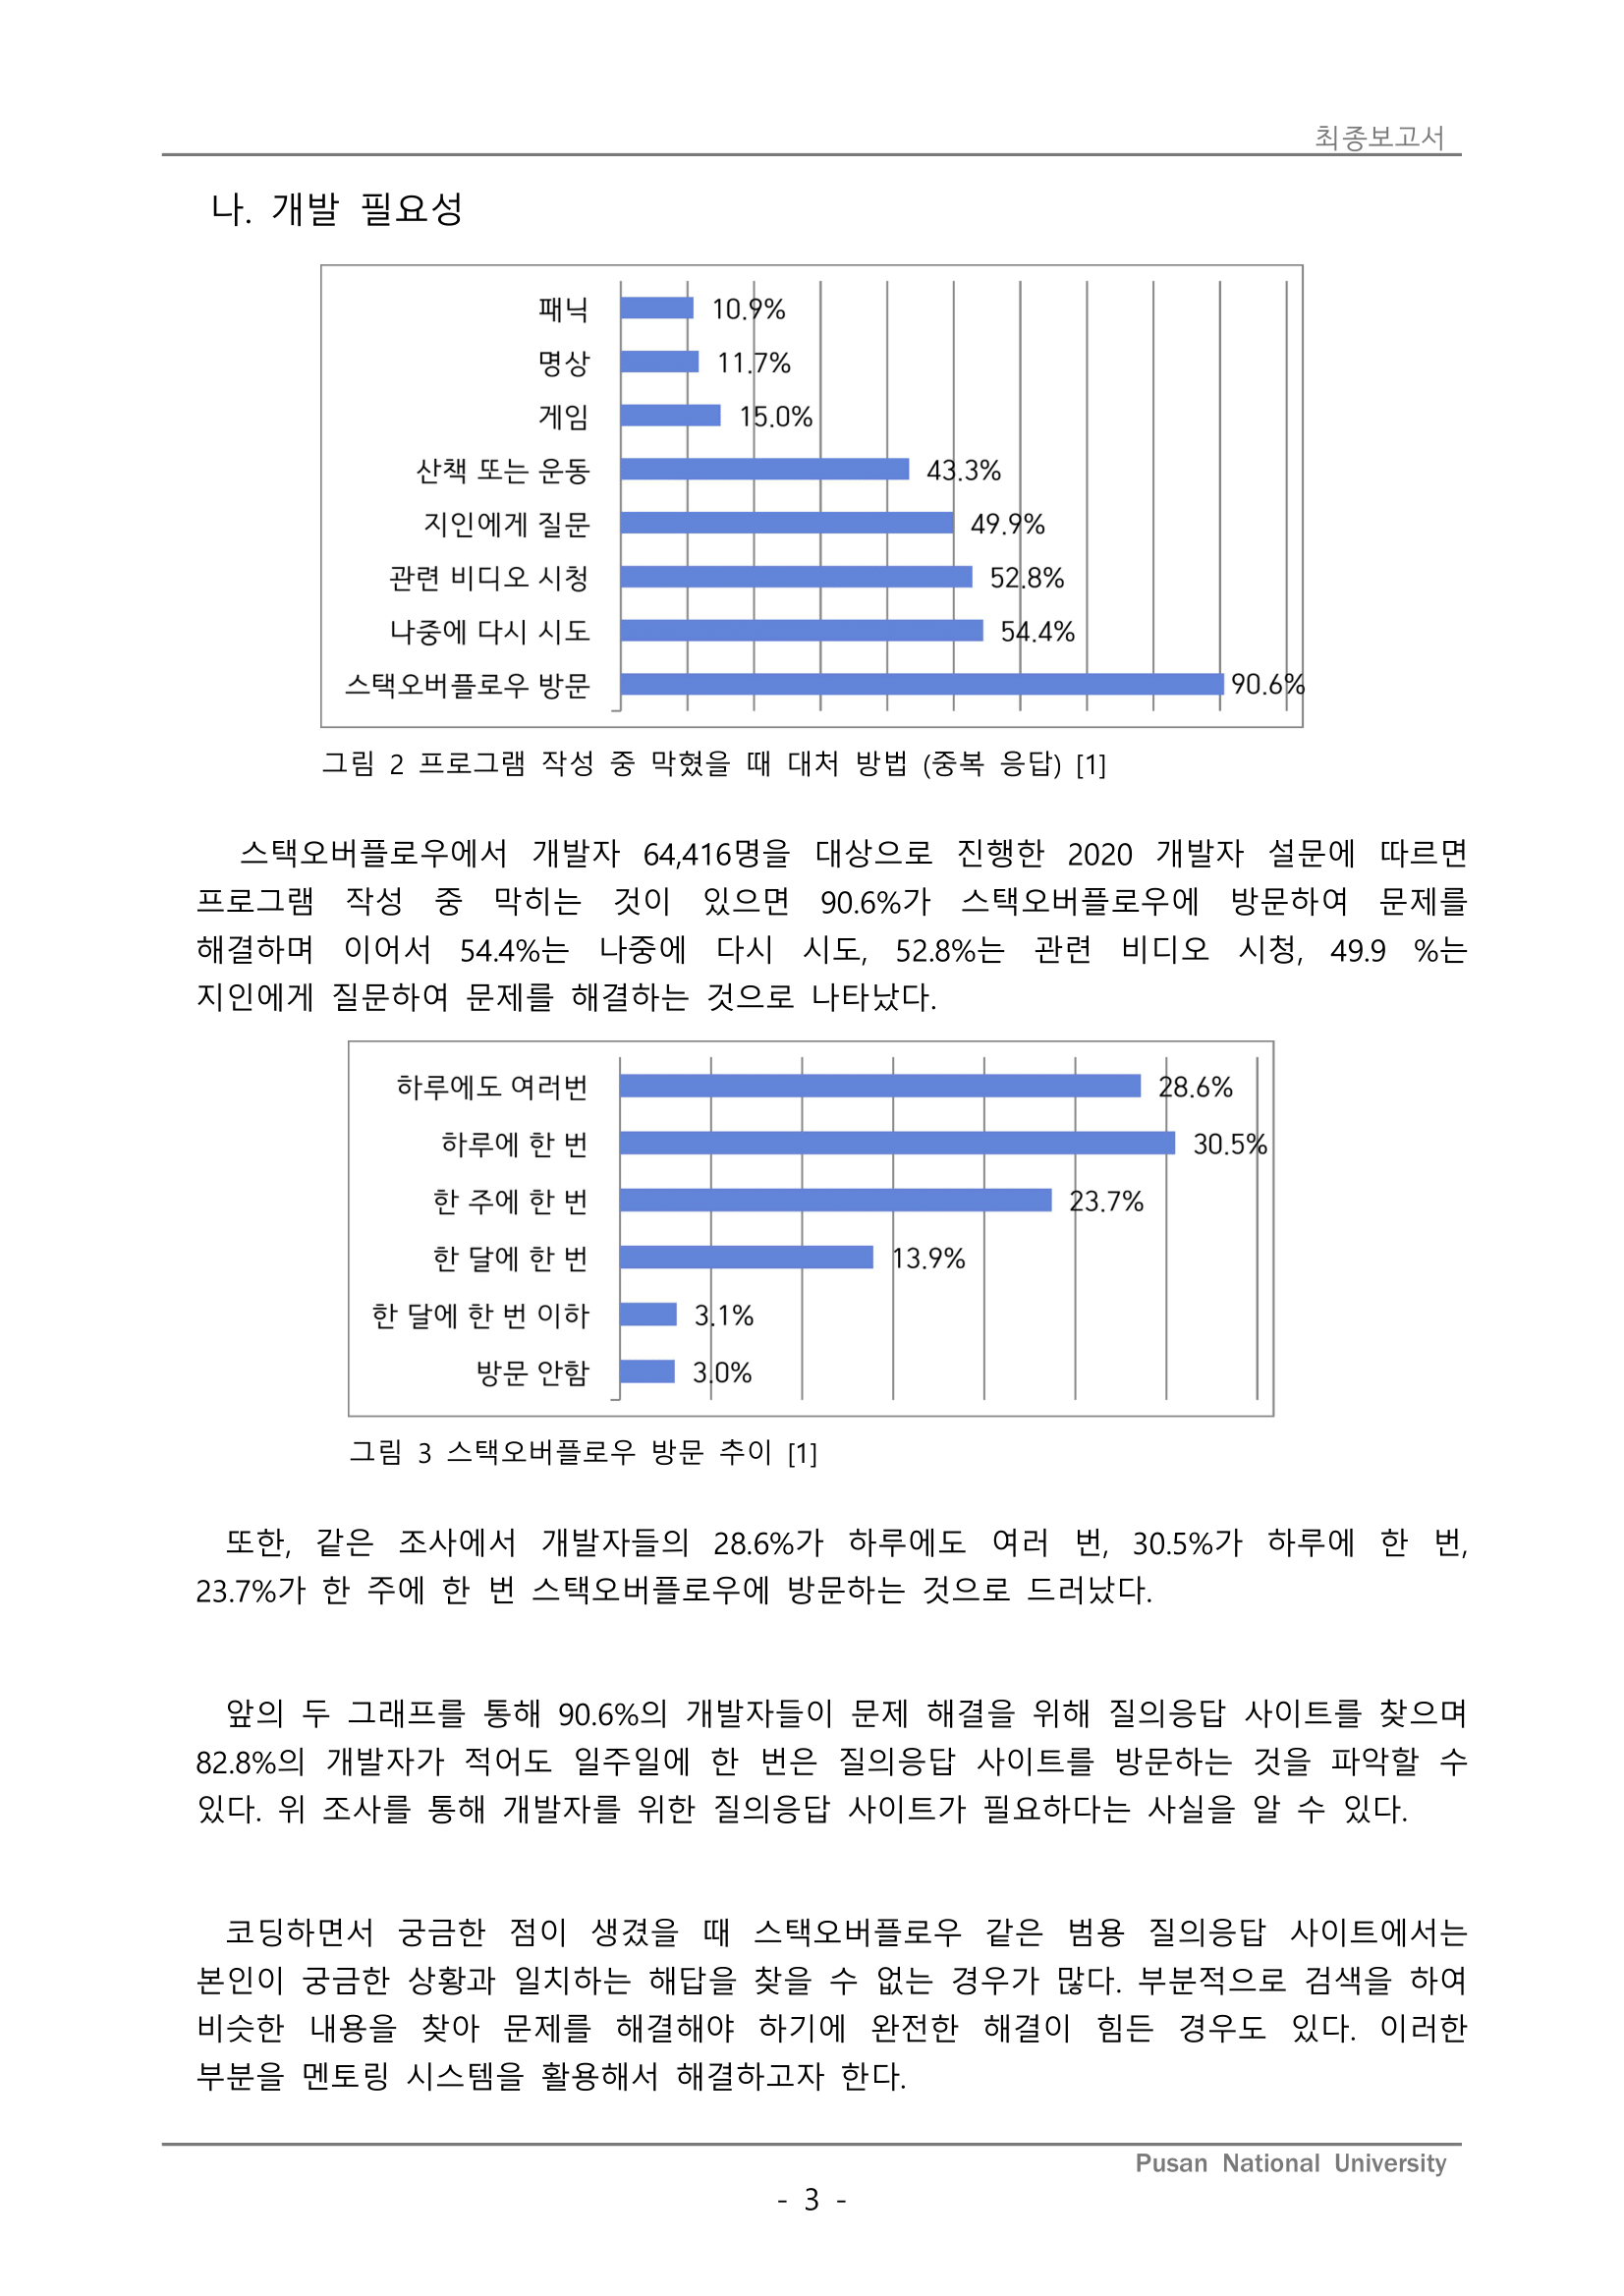 최종보고서
나. 개발 필요성
패닉 10.9%
명상 11.7%
게임 15.0%
산책 또는 운동 43.3%
지인에게 질문 49.9%
관련 비디오 시청 52.8%
나중에 다시 시도 54.4%
스택오버플로우 방문 90.6%
그림 2 프로그램 작성 중 막혔을 때 대처 방법 (중복 응답) [1]
스택오버플로우에서 개발자 64,416명을 대상으로 진행한 2020 개발자 설문에 따르면
프로그램 작성 중 막히는 것이 있으면 90.6%가 스택오버플로우에 방문하여 문제를
해결하며 이어서 54.4%는 나중에 다시 시도, 52.8%는 관련 비디오 시청, 49.9 %는
지인에게 질문하여 문제를 해결하는 것으로 나타났다.
하루에도 여러번 28.6%
하루에 한 번 30.5%
한 주에 한 번 23.7%
한 달에 한 번 13.9%
한 달에 한 번 이하 3.1%
방문 안함 3.0%
그림 3 스택오버플로우 방문 추이 [1]
또한, 같은 조사에서 개발자들의 28.6%가 하루에도 여러 번, 30.5%가 하루에 한 번,
23.7%가 한 주에 한 번 스택오버플로우에 방문하는 것으로 드러났다.
앞의 두 그래프를 통해 90.6%의 개발자들이 문제 해결을 위해 질의응답 사이트를 찾으며
82.8%의 개발자가 적어도 일주일에 한 번은 질의응답 사이트를 방문하는 것을 파악할 수
있다. 위 조사를 통해 개발자를 위한 질의응답 사이트가 필요하다는 사실을 알 수 있다.
코딩하면서 궁금한 점이 생겼을 때 스택오버플로우 같은 범용 질의응답 사이트에서는
본인이 궁금한 상황과 일치하는 해답을 찾을 수 없는 경우가 많다. 부분적으로 검색을 하여
비슷한 내용을 찾아 문제를 해결해야 하기에 완전한 해결이 힘든 경우도 있다. 이러한
부분을 멘토링 시스템을 활용해서 해결하고자 한다.
Pusan National University
- 3 -